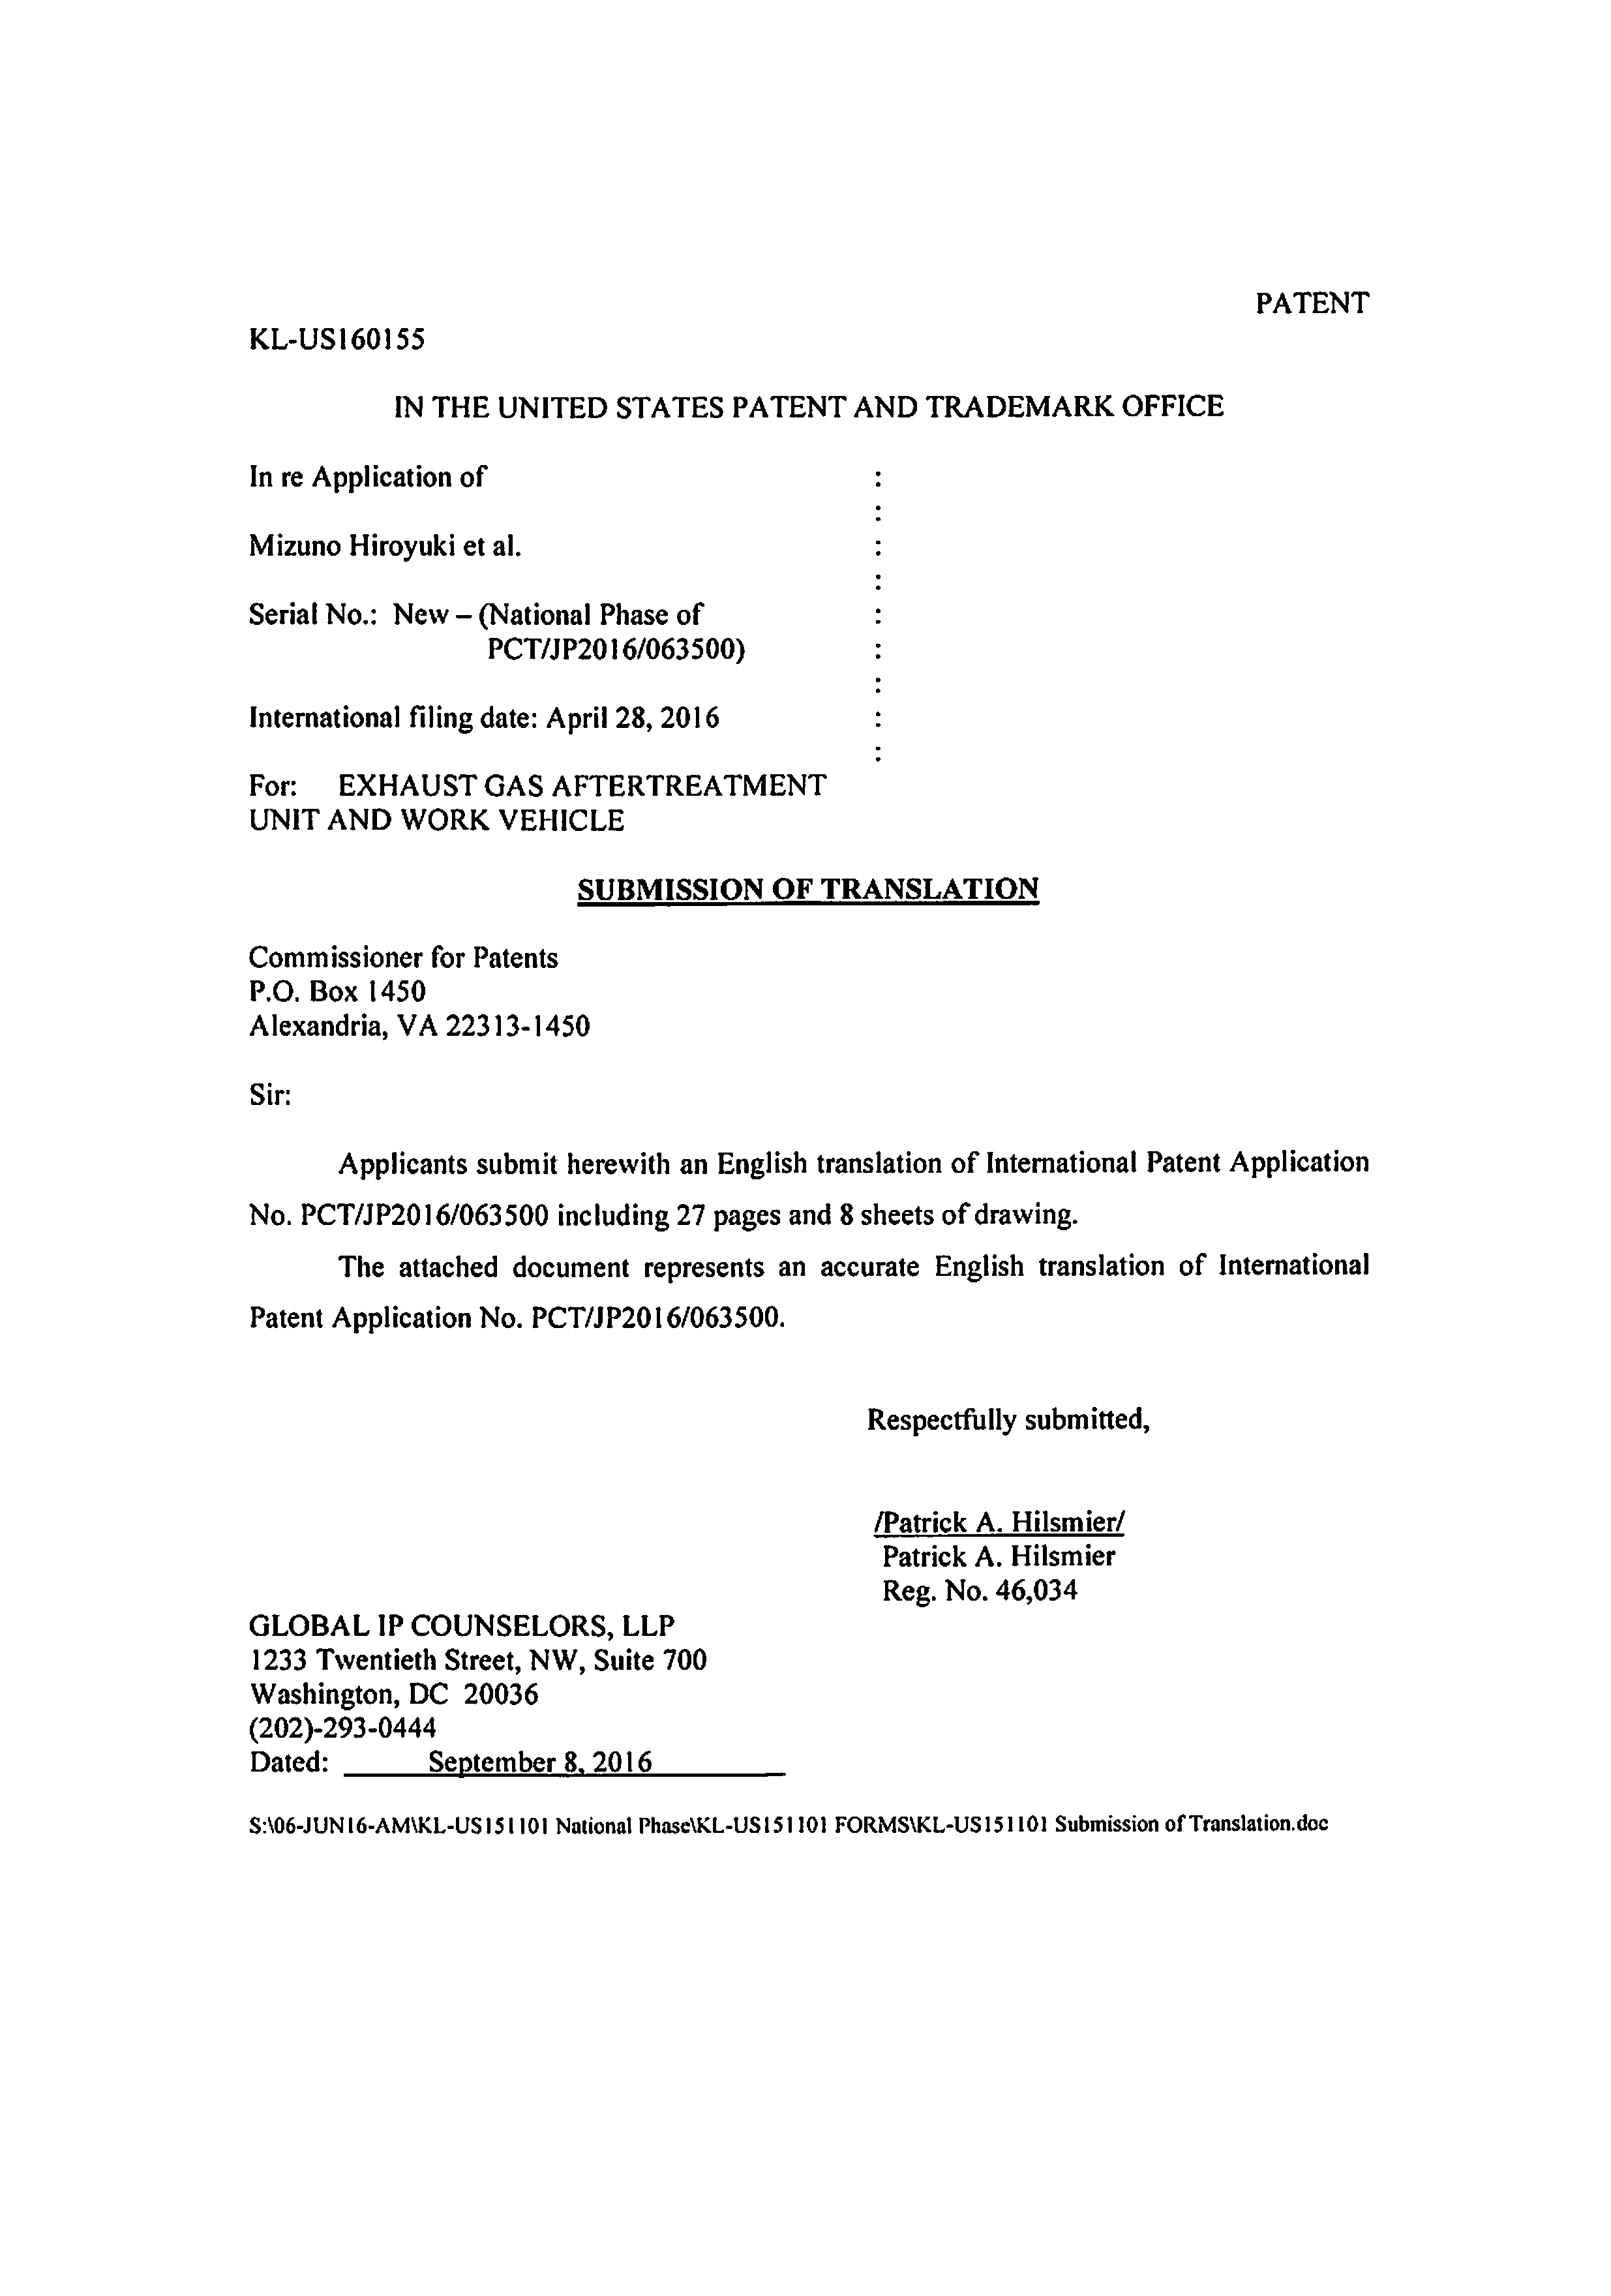 PATENT
KL-US160155
IN THE UNITED STATES PATENT AND TRADEMARK OFFICE
In re Application of :
:
Mizuno Hiroyuki et al. :
:
Serial No.: New – (National Phase of :
PCT/JP2016/063500) :
:
International filing date: April 28, 2016 :
:
For: EXHAUST GAS AFTERTREATMENT
UNIT AND WORK VEHICLE
SUBMISSION OF TRANSLATION
Commissioner for Patents
P.O. Box 1450
Alexandria, VA 22313-1450
Sir:
Applicants submit herewith an English translation of International Patent Application
No. PCT/JP2016/063500 including 27 pages and 8 sheets of drawing.
The attached document represents an accurate English translation of International
Patent Application No. PCT/JP2016/063500.
Respectfully submitted,
/Patrick A. Hilsmier/
Patrick A. Hilsmier
Reg. No. 46,034
GLOBAL IP COUNSELORS, LLP
1233 Twentieth Street, NW, Suite 700
Washington, DC 20036
(202)-293-0444
Dated: September 8, 2016
S:\06-JUN16-AM\KL-US151101 National Phase\KL-US151101 FORMS\KL-US151101 Submission of Translation.doc